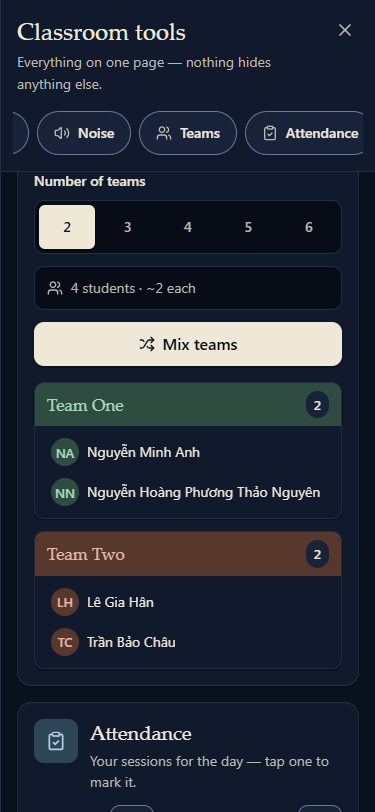 Classroom tools
Everything on one page — nothing hides
anything else.
Noise
Teams
Attendance
Number of teams
2
3
4
5
6
4 students · ~2 each
Mix teams
Team One
2
NA
Nguyễn Minh Anh
NN
Nguyễn Hoàng Phương Thảo Nguyên
Team Two
2
LH
Lê Gia Hân
TC
Trần Bảo Châu
Attendance
Your sessions for the day — tap one to
mark it.